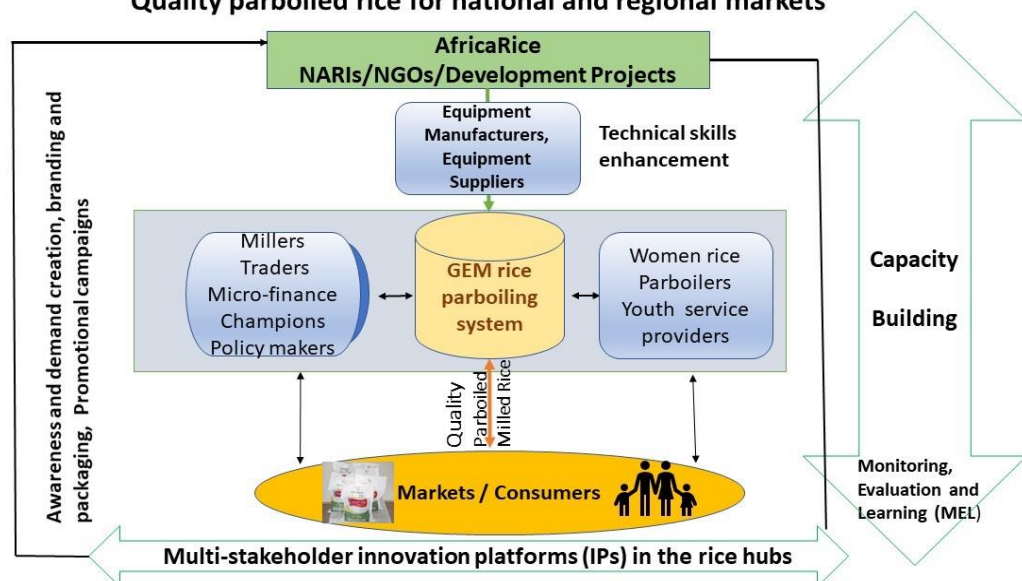 Quality parboiled rice for national and regional markets
AfricaRice
NARIs/NGOs/Development Projects
Equipment
Manufacturers,
Equipment
Suppliers
Technical skills
enhancement
Awareness and demand creation, branding and
packaging, Promotional campaigns
Millers
Traders
Micro-finance
Champions
Policy makers
GEM rice
parboiling
system
Women rice
Parboilers
Youth service
providers
Capacity
Building
Quality
Parboiled
Milled Rice
Markets / Consumers
Monitoring,
Evaluation and
Learning (MEL)
Multi-stakeholder innovation platforms (IPs) in the rice hubs